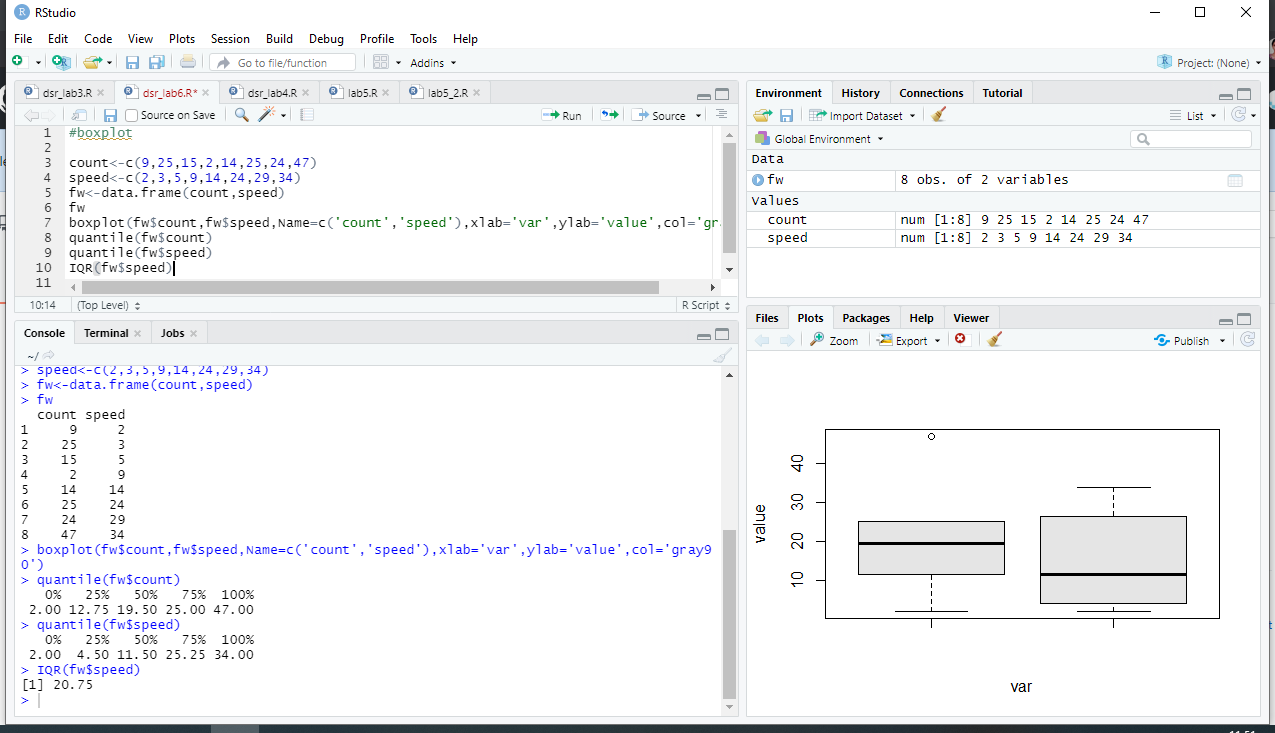 RStudio
File Edit Code View Plots Session Build Debug Profile Tools Help
Go to file/function Addins Project: (None)
dsr_lab3.R dsr_lab6.R* dsr_lab4.R lab5.R lab5_2.R
Source on Save Run Source
1 #boxplot
2
3 count<-c(9,25,15,2,14,25,24,47)
4 speed<-c(2,3,5,9,14,24,29,34)
5 fw<-data.frame(count,speed)
6 fw
7 boxplot(fw$count,fw$speed,Name=c('count','speed'),xlab='var',ylab='value',col='gr
8 quantile(fw$count)
9 quantile(fw$speed)
10 IQR(fw$speed)
11
10:14 (Top Level) R Script
Console Terminal Jobs
~/
> speed<-c(2,3,5,9,14,24,29,34)
> fw<-data.frame(count,speed)
> fw
count speed
1 9 2
2 25 3
3 15 5
4 2 9
5 14 14
6 25 24
7 24 29
8 47 34
> boxplot(fw$count,fw$speed,Name=c('count','speed'),xlab='var',ylab='value',col='gray9
0')
> quantile(fw$count)
0% 25% 50% 75% 100%
2.00 12.75 19.50 25.00 47.00
> quantile(fw$speed)
0% 25% 50% 75% 100%
2.00 4.50 11.50 25.25 34.00
> IQR(fw$speed)
[1] 20.75
>
Environment History Connections Tutorial
Import Dataset List
Global Environment
Data
fw 8 obs. of 2 variables
Values
count num [1:8] 9 25 15 2 14 25 24 47
speed num [1:8] 2 3 5 9 14 24 29 34
Files Plots Packages Help Viewer
Zoom Export Publish
value
40
30
20
10
var